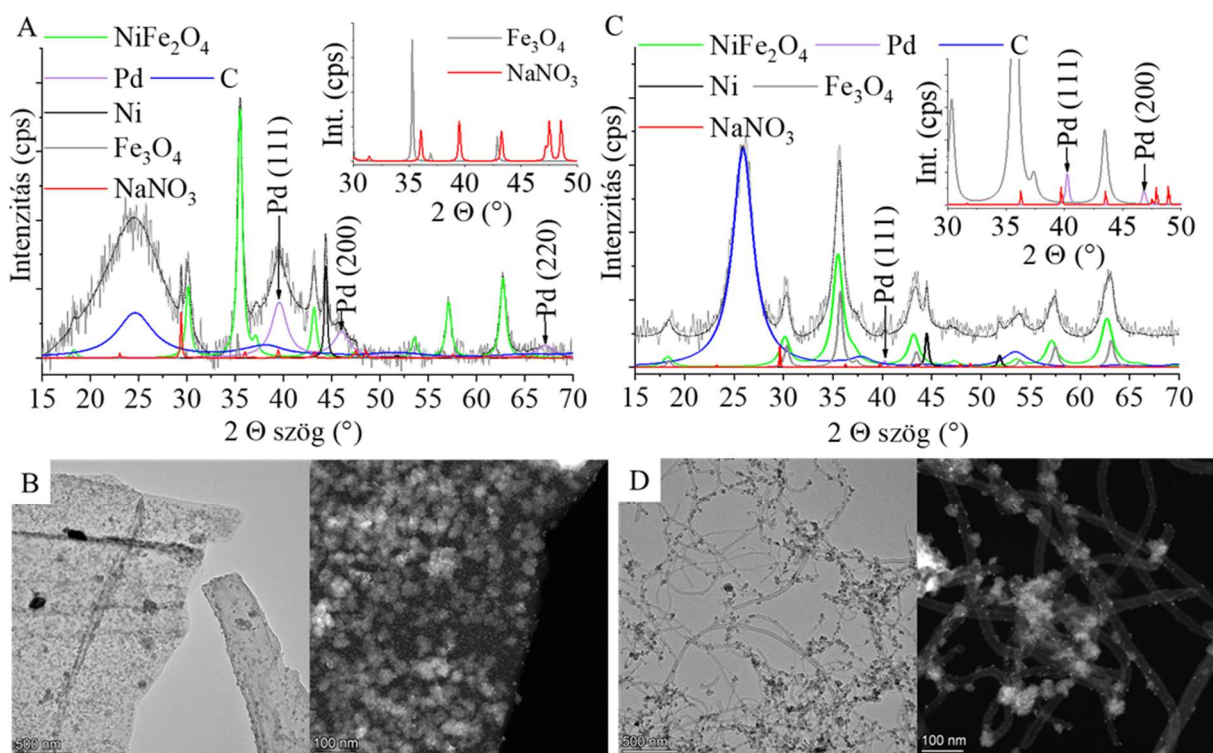 A
NiFe₂O₄
Pd C
Ni
Fe₃O₄
NaNO₃
Intenzitás (cps)
Pd (111)
Pd (200)
Pd (220)
15 20 25 30 35 40 45 50 55 60 65 70
2 Θ szög (°)
Fe₃O₄
NaNO₃
Int. (cps)
30 35 40 45 50
2 Θ (°)
C
NiFe₂O₄ Pd C
Ni Fe₃O₄
NaNO₃
Intenzitás (cps)
Pd (111)
15 20 25 30 35 40 45 50 55 60 65 70
2 Θ szög (°)
Int. (cps)
Pd (111)
Pd (200)
30 35 40 45 50
2 Θ (°)
B
500 nm
100 nm
D
500 nm
100 nm